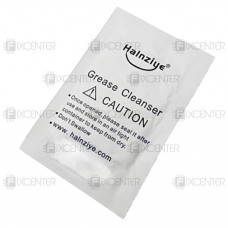 Hainziye®
Grease Cleanser
⚠ CAUTION
• Once opened, please seal it after
use and store in an air tight
container to keep from dry.
• Don't Swallow
www.hainziye.com
FIXCENTER